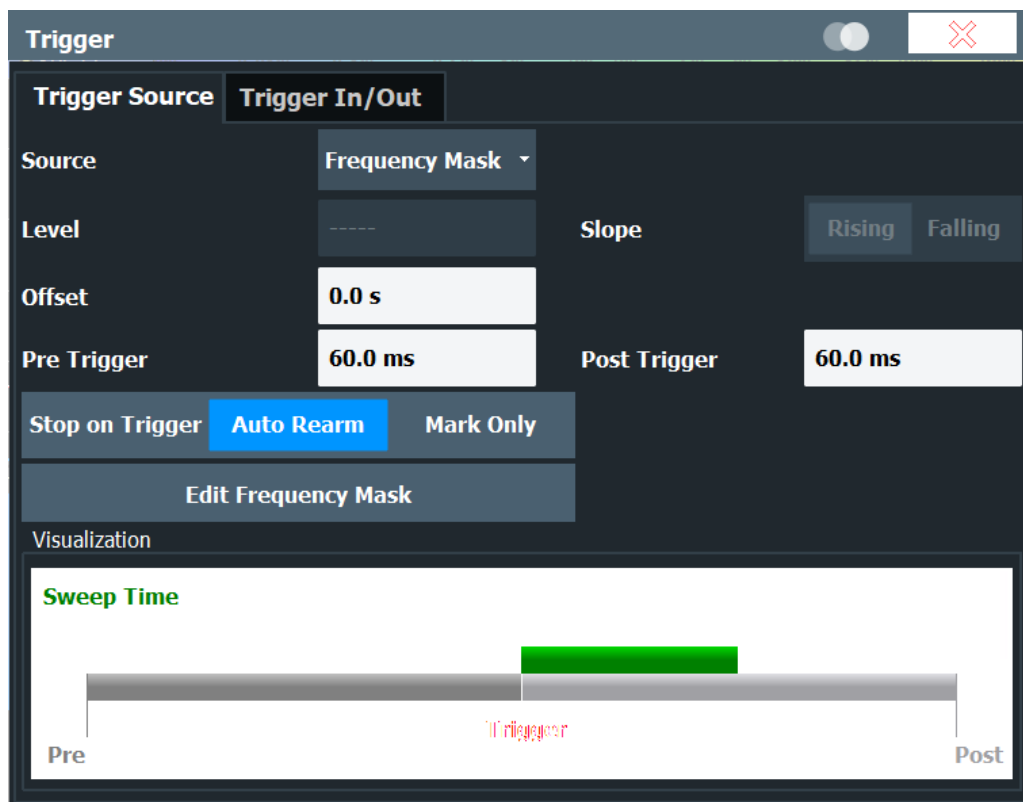 Trigger
Trigger Source Trigger In/Out
Source Frequency Mask
Level ----- Slope Rising Falling
Offset 0.0 s
Pre Trigger 60.0 ms Post Trigger 60.0 ms
Stop on Trigger Auto Rearm Mark Only
Edit Frequency Mask
Visualization
Sweep Time
Trigger
Pre Post